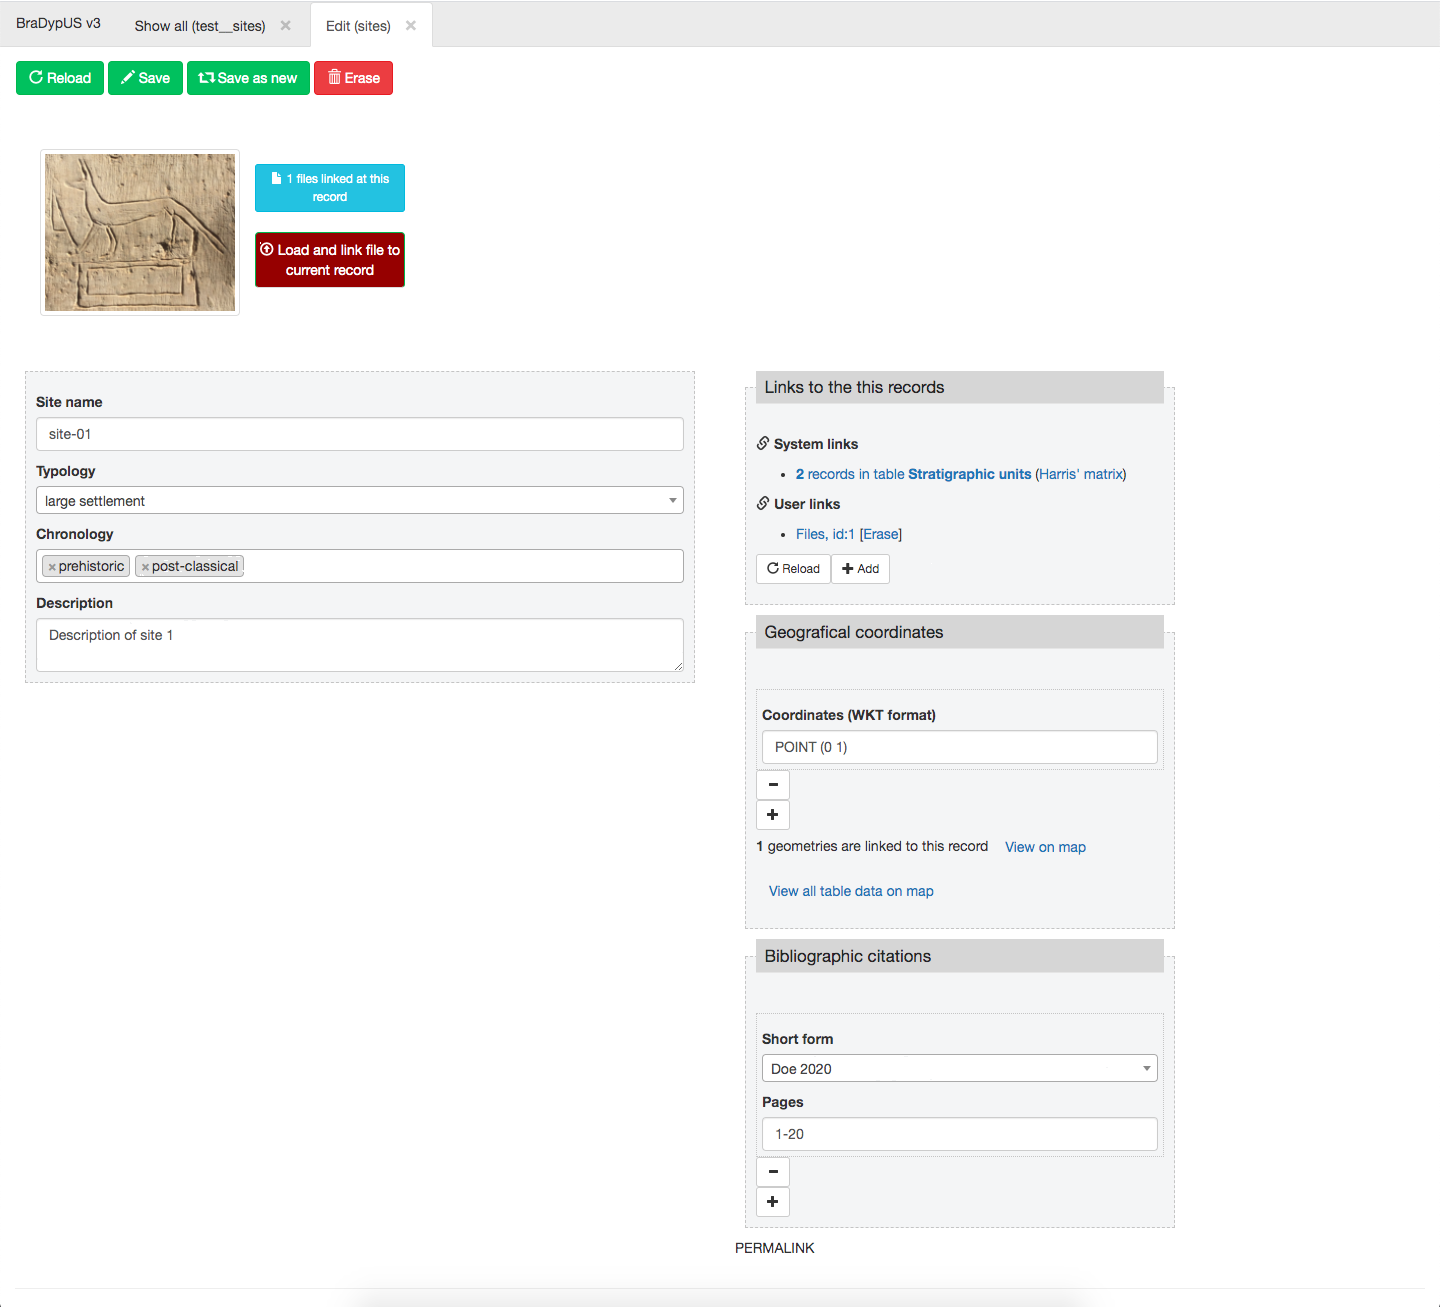 BraDypUS v3
Show all (test__sites) ×
Edit (sites) ×
Reload Save Save as new Erase
1 files linked at this
record
Load and link file to
current record
Site name
site-01
Typology
large settlement
Chronology
×prehistoric ×post-classical
Description
Description of site 1
Links to the this records
System links
• 2 records in table Stratigraphic units (Harris' matrix)
User links
• Files, id:1 [Erase]
Reload + Add
Geografical coordinates
Coordinates (WKT format)
POINT (0 1)
−
+
1 geometries are linked to this record View on map
View all table data on map
Bibliographic citations
Short form
Doe 2020
Pages
1-20
−
+
PERMALINK